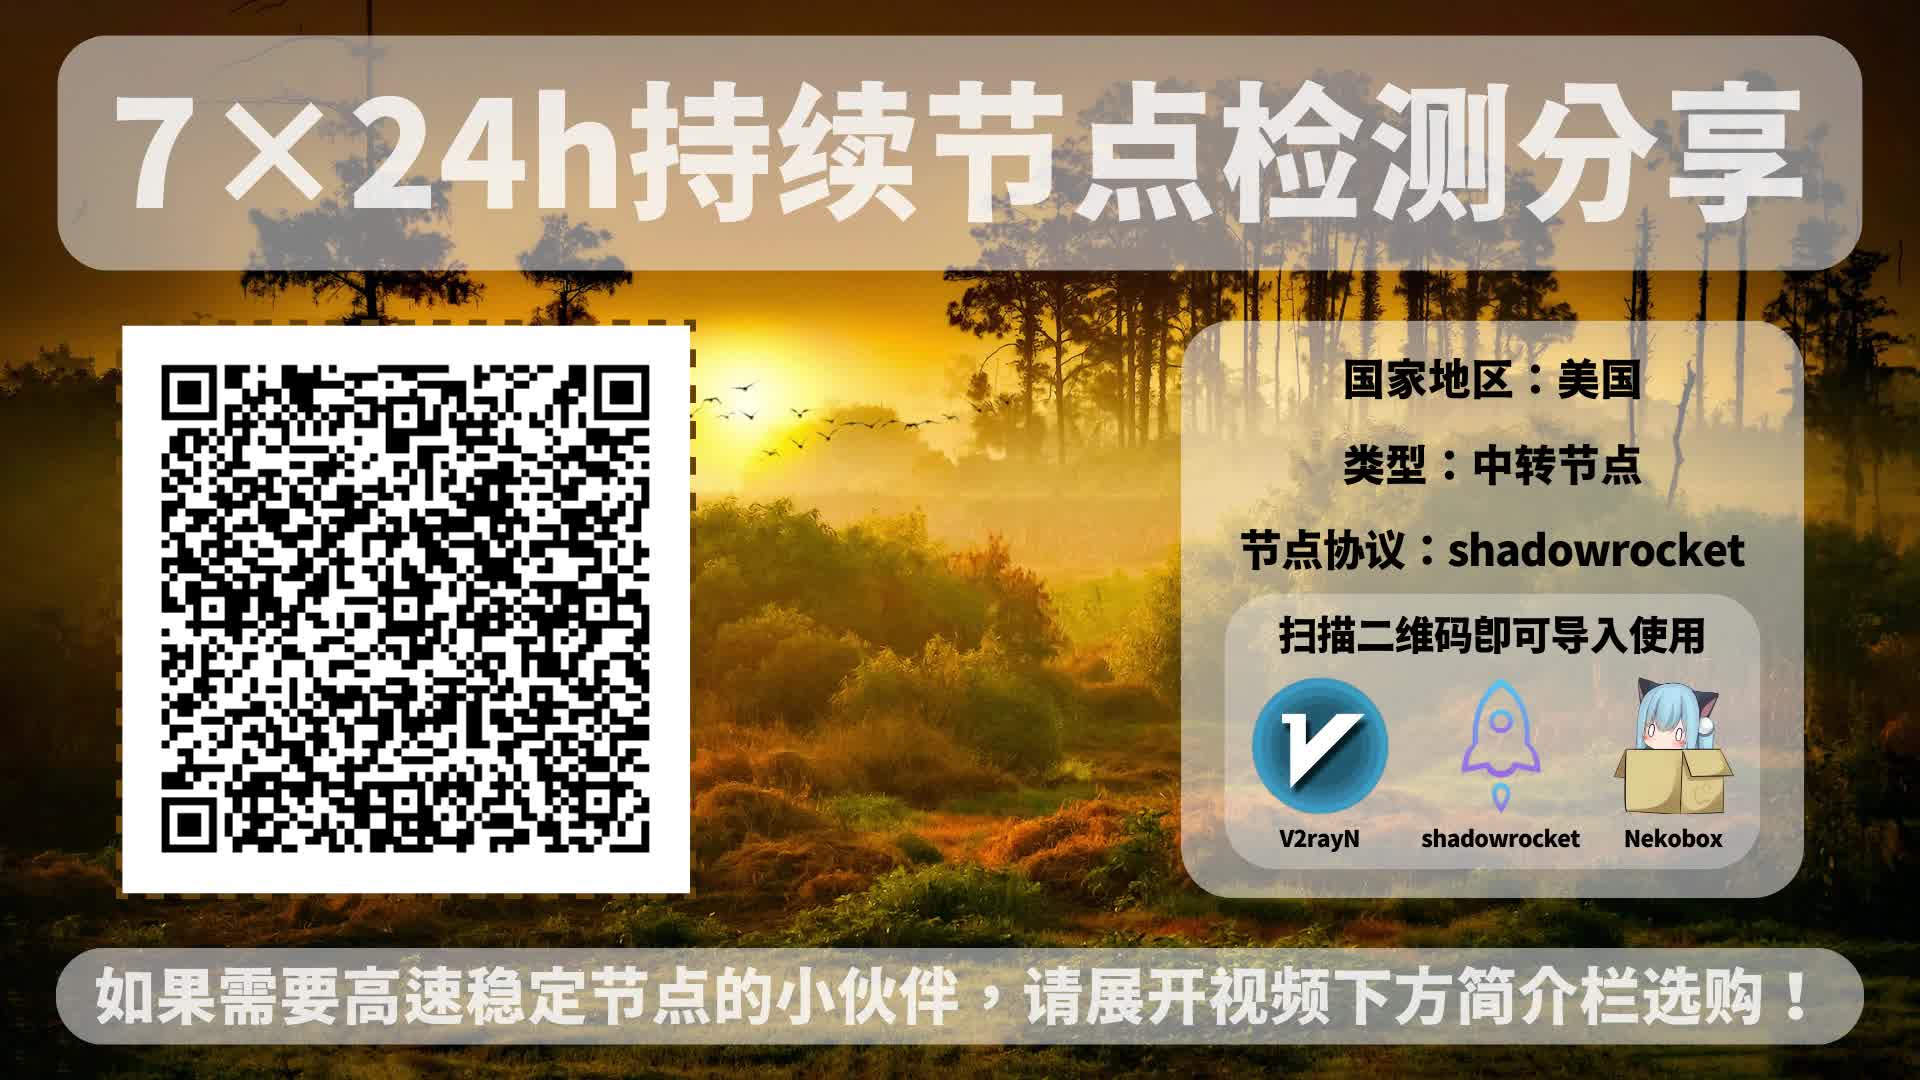 7×24h持续节点检测分享
国家地区：美国
类型：中转节点
节点协议：shadowrocket
扫描二维码即可导入使用
V2rayN shadowrocket Nekobox
如果需要高速稳定节点的小伙伴，请展开视频下方简介栏选购！